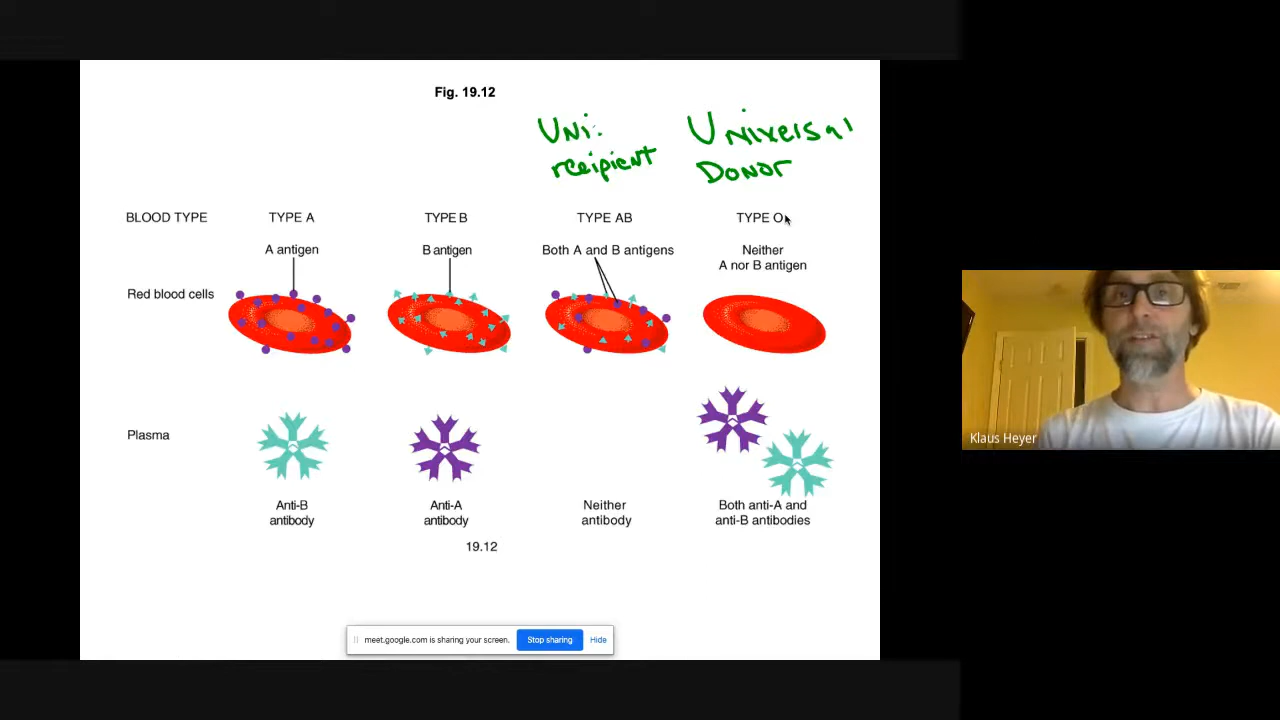 Fig. 19.12
Uni.
recipient
Universal
Donor
BLOOD TYPE TYPE A TYPE B TYPE AB TYPE O
A antigen B antigen Both A and B antigens Neither
A nor B antigen
Red blood cells
Plasma
Anti-B Anti-A Neither Both anti-A and
antibody antibody antibody anti-B antibodies
19.12
meet.google.com is sharing your screen. Stop sharing Hide
Klaus Heyer